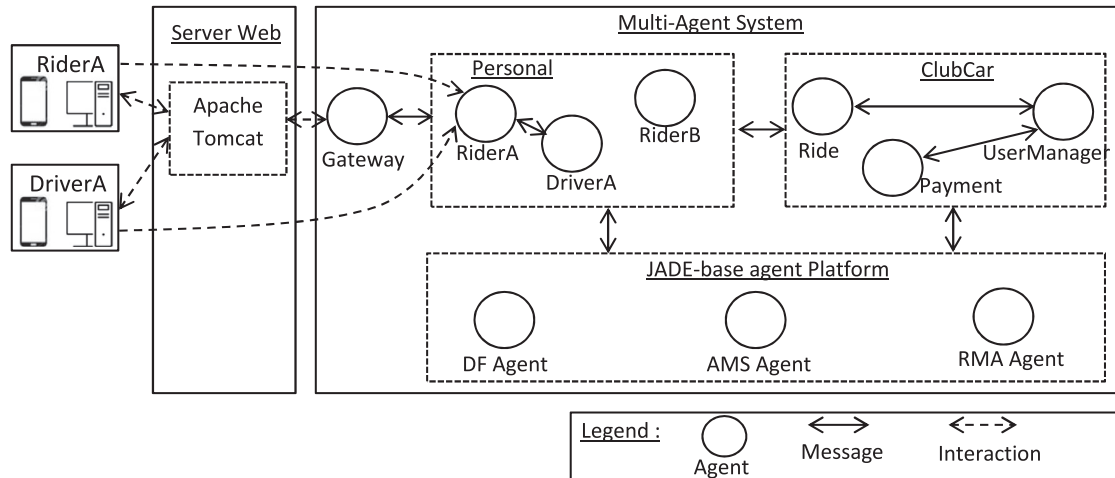 Server Web
Multi-Agent System
RiderA
Apache
Tomcat
DriverA
Gateway
Personal
RiderA
DriverA
RiderB
ClubCar
Ride
UserManager
Payment
JADE-base agent Platform
DF Agent
AMS Agent
RMA Agent
Legend :
Agent
Message
Interaction